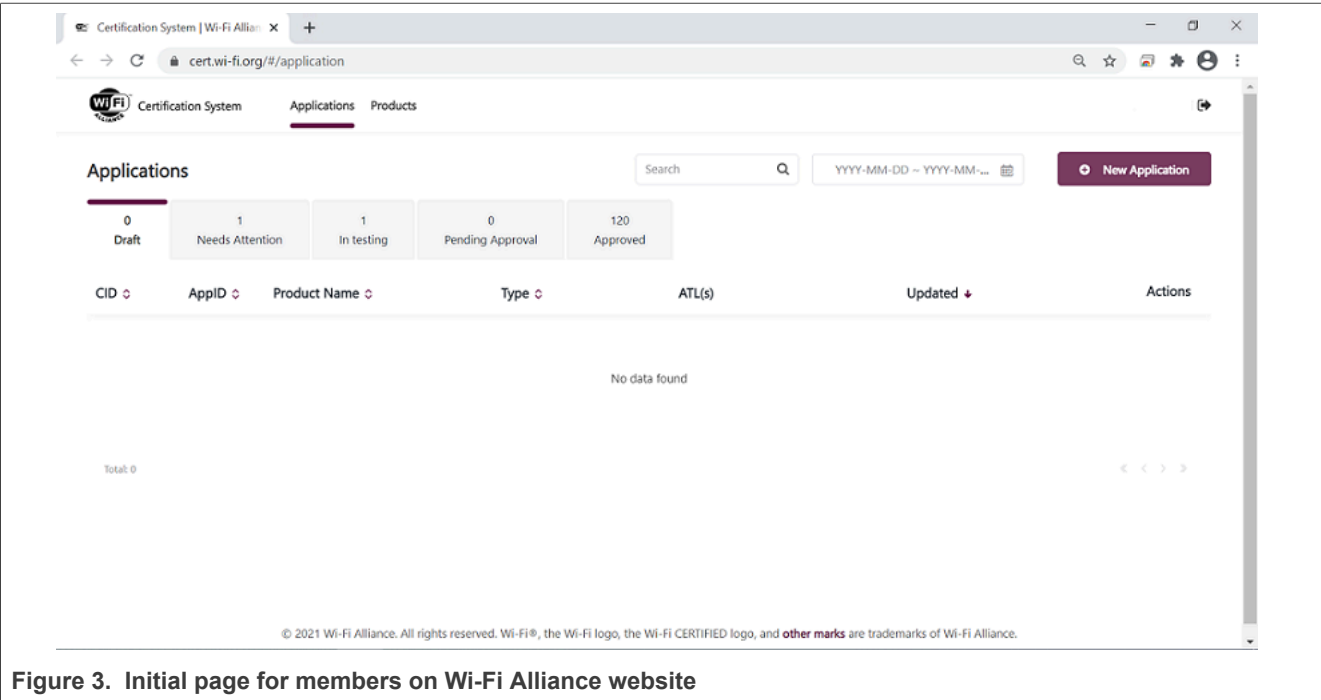 Certification System | Wi-Fi Allian
cert.wi-fi.org/#/application
Wi Fi ALLIANCE Certification System Applications Products
Applications Search YYYY-MM-DD ~ YYYY-MM-... New Application
0 1 1 0 120
Draft Needs Attention In testing Pending Approval Approved
CID AppID Product Name Type ATL(s) Updated Actions
No data found
Total: 0
© 2021 Wi-Fi Alliance. All rights reserved. Wi-Fi®, the Wi-Fi logo, the Wi-Fi CERTIFIED logo, and other marks are trademarks of Wi-Fi Alliance.
Figure 3. Initial page for members on Wi-Fi Alliance website